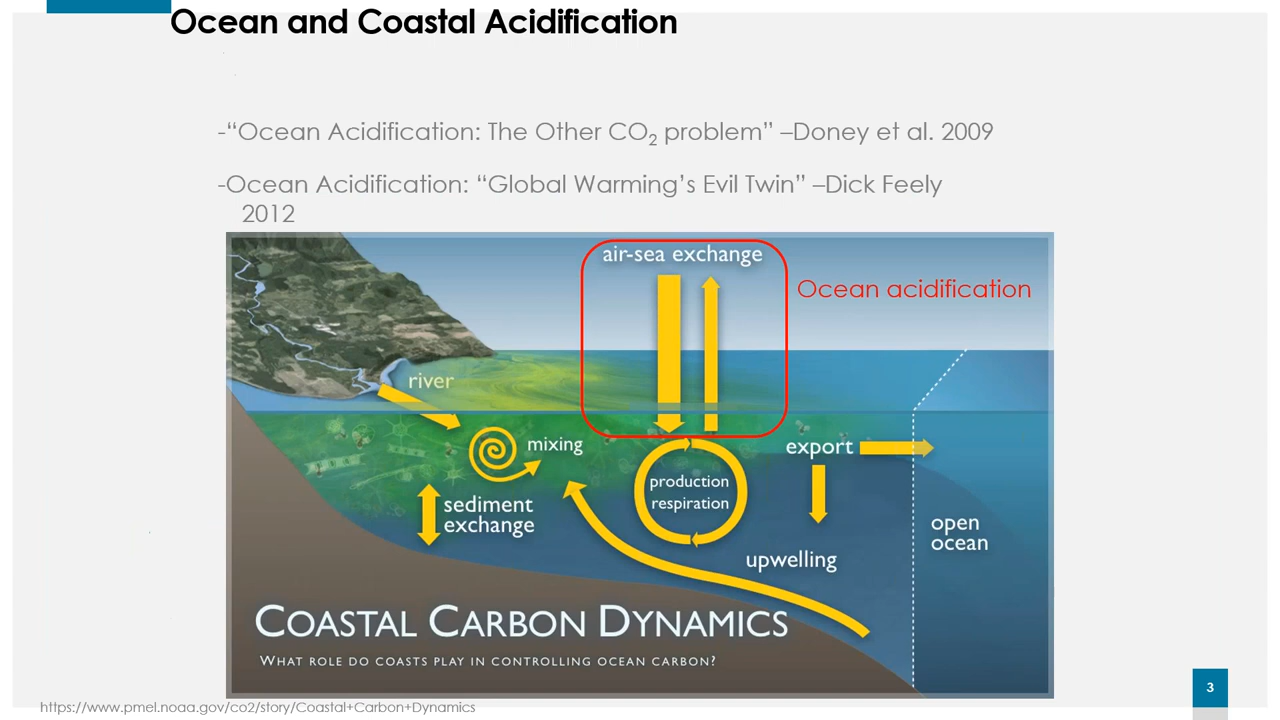 Ocean and Coastal Acidification
-“Ocean Acidification: The Other CO₂ problem” –Doney et al. 2009
-Ocean Acidification: “Global Warming’s Evil Twin” –Dick Feely
2012
air-sea exchange
Ocean acidification
river
mixing
export
production
respiration
sediment
exchange
open
ocean
upwelling
COASTAL CARBON DYNAMICS
WHAT ROLE DO COASTS PLAY IN CONTROLLING OCEAN CARBON?
3
https://www.pmel.noaa.gov/co2/story/Coastal+Carbon+Dynamics